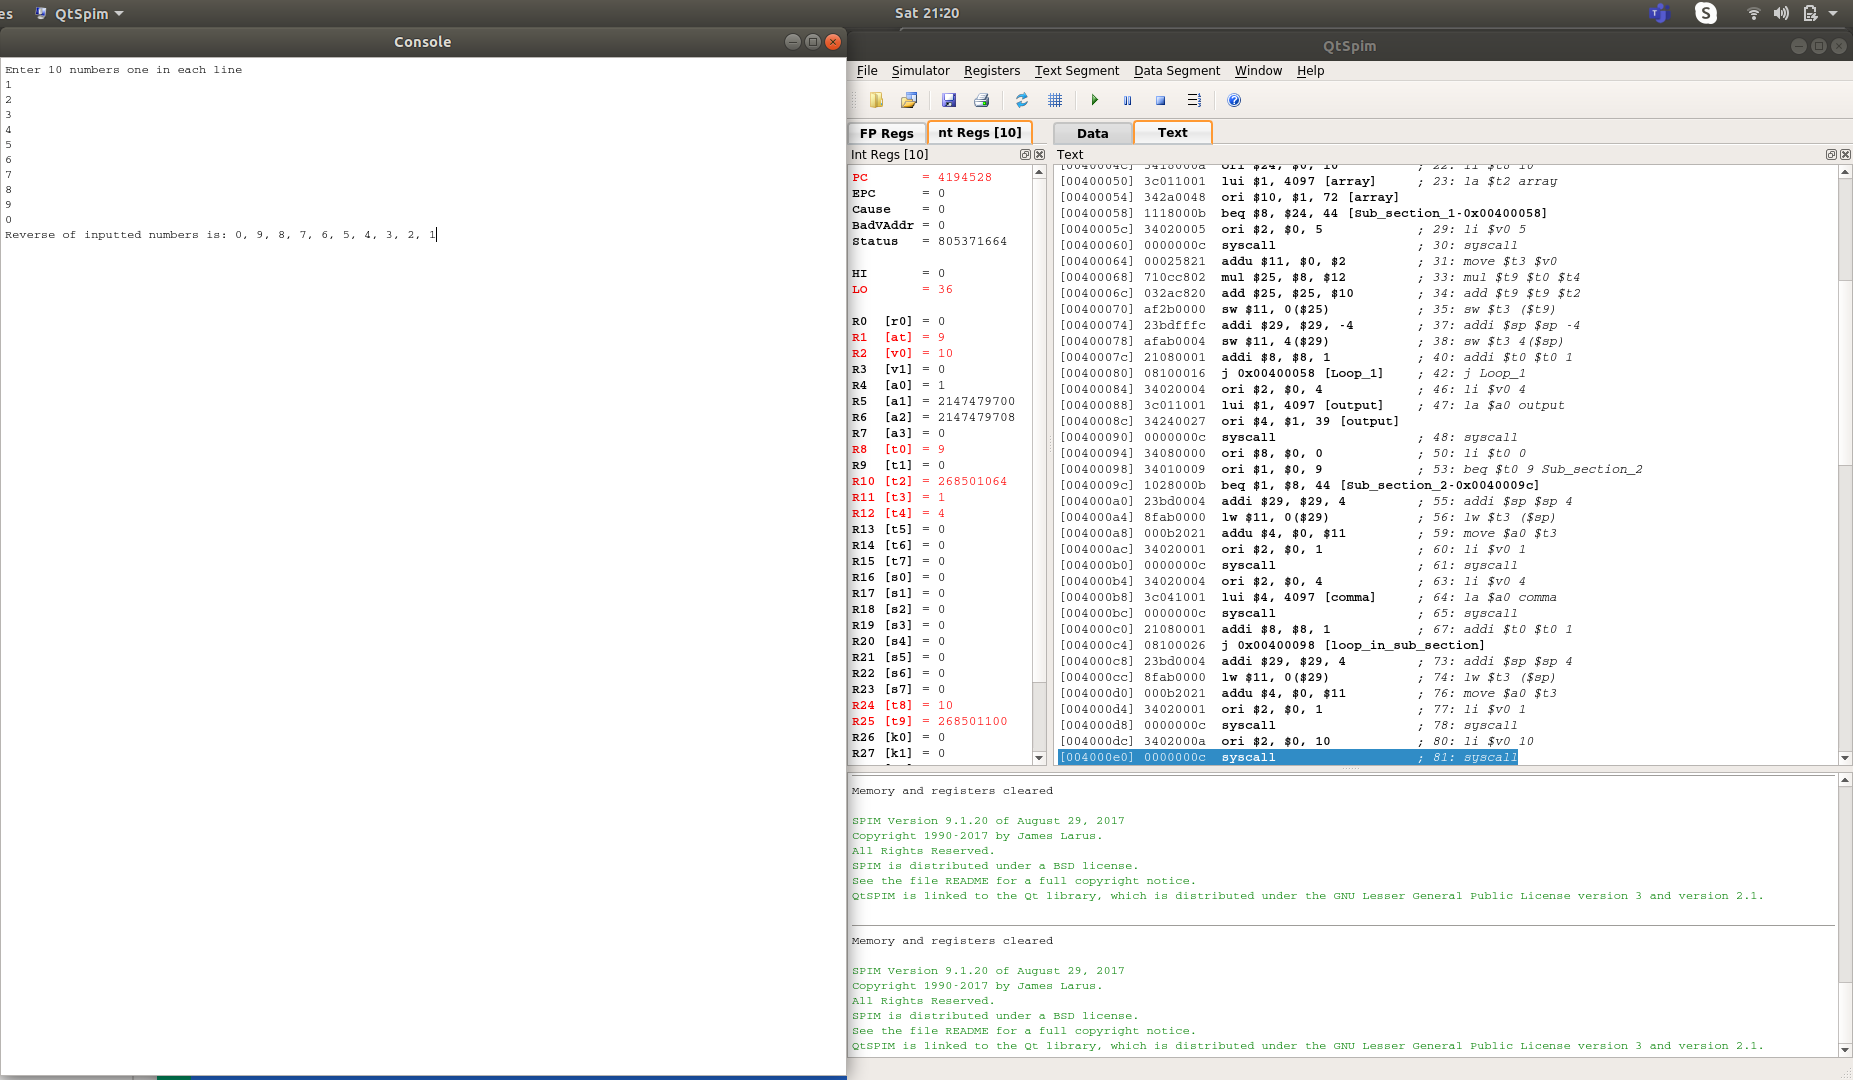 es QtSpim Sat 21:20
Console
Enter 10 numbers one in each line
1
2
3
4
5
6
7
8
9
0
Reverse of inputted numbers is: 0, 9, 8, 7, 6, 5, 4, 3, 2, 1
QtSpim
File Simulator Registers Text Segment Data Segment Window Help
FP Regs nt Regs [10]
Int Regs [10]
PC = 4194528
EPC = 0
Cause = 0
BadVAddr = 0
Status = 805371664
HI = 0
LO = 36
R0 [r0] = 0
R1 [at] = 9
R2 [v0] = 10
R3 [v1] = 0
R4 [a0] = 1
R5 [a1] = 2147479700
R6 [a2] = 2147479708
R7 [a3] = 0
R8 [t0] = 9
R9 [t1] = 0
R10 [t2] = 268501064
R11 [t3] = 1
R12 [t4] = 4
R13 [t5] = 0
R14 [t6] = 0
R15 [t7] = 0
R16 [s0] = 0
R17 [s1] = 0
R18 [s2] = 0
R19 [s3] = 0
R20 [s4] = 0
R21 [s5] = 0
R22 [s6] = 0
R23 [s7] = 0
R24 [t8] = 10
R25 [t9] = 268501100
R26 [k0] = 0
R27 [k1] = 0
Data Text
Text
[0040004c] 3418000a ori $24, $0, 10 ; 22: li $t8 10
[00400050] 3c011001 lui $1, 4097 [array] ; 23: la $t2 array
[00400054] 342a0048 ori $10, $1, 72 [array]
[00400058] 1118000b beq $8, $24, 44 [Sub_section_1-0x00400058]
[0040005c] 34020005 ori $2, $0, 5 ; 29: li $v0 5
[00400060] 0000000c syscall ; 30: syscall
[00400064] 00025821 addu $11, $0, $2 ; 31: move $t3 $v0
[00400068] 710cc802 mul $25, $8, $12 ; 33: mul $t9 $t0 $t4
[0040006c] 032ac820 add $25, $25, $10 ; 34: add $t9 $t9 $t2
[00400070] af2b0000 sw $11, 0($25) ; 35: sw $t3 ($t9)
[00400074] 23bdfffc addi $29, $29, -4 ; 37: addi $sp $sp -4
[00400078] afab0004 sw $11, 4($29) ; 38: sw $t3 4($sp)
[0040007c] 21080001 addi $8, $8, 1 ; 40: addi $t0 $t0 1
[00400080] 08100016 j 0x00400058 [Loop_1] ; 42: j Loop_1
[00400084] 34020004 ori $2, $0, 4 ; 46: li $v0 4
[00400088] 3c011001 lui $1, 4097 [output] ; 47: la $a0 output
[0040008c] 34240027 ori $4, $1, 39 [output]
[00400090] 0000000c syscall ; 48: syscall
[00400094] 34080000 ori $8, $0, 0 ; 50: li $t0 0
[00400098] 34010009 ori $1, $0, 9 ; 53: beq $t0 9 Sub_section_2
[0040009c] 1028000b beq $1, $8, 44 [Sub_section_2-0x0040009c]
[004000a0] 23bd0004 addi $29, $29, 4 ; 55: addi $sp $sp 4
[004000a4] 8fab0000 lw $11, 0($29) ; 56: lw $t3 ($sp)
[004000a8] 000b2021 addu $4, $0, $11 ; 59: move $a0 $t3
[004000ac] 34020001 ori $2, $0, 1 ; 60: li $v0 1
[004000b0] 0000000c syscall ; 61: syscall
[004000b4] 34020004 ori $2, $0, 4 ; 63: li $v0 4
[004000b8] 3c041001 lui $4, 4097 [comma] ; 64: la $a0 comma
[004000bc] 0000000c syscall ; 65: syscall
[004000c0] 21080001 addi $8, $8, 1 ; 67: addi $t0 $t0 1
[004000c4] 08100026 j 0x00400098 [loop_in_sub_section]
[004000c8] 23bd0004 addi $29, $29, 4 ; 73: addi $sp $sp 4
[004000cc] 8fab0000 lw $11, 0($29) ; 74: lw $t3 ($sp)
[004000d0] 000b2021 addu $4, $0, $11 ; 76: move $a0 $t3
[004000d4] 34020001 ori $2, $0, 1 ; 77: li $v0 1
[004000d8] 0000000c syscall ; 78: syscall
[004000dc] 3402000a ori $2, $0, 10 ; 80: li $v0 10
[004000e0] 0000000c syscall ; 81: syscall
Memory and registers cleared
SPIM Version 9.1.20 of August 29, 2017
Copyright 1990-2017 by James Larus.
All Rights Reserved.
SPIM is distributed under a BSD license.
See the file README for a full copyright notice.
QtSPIM is linked to the Qt library, which is distributed under the GNU Lesser General Public License version 3 and version 2.1.
Memory and registers cleared
SPIM Version 9.1.20 of August 29, 2017
Copyright 1990-2017 by James Larus.
All Rights Reserved.
SPIM is distributed under a BSD license.
See the file README for a full copyright notice.
QtSPIM is linked to the Qt library, which is distributed under the GNU Lesser General Public License version 3 and version 2.1.